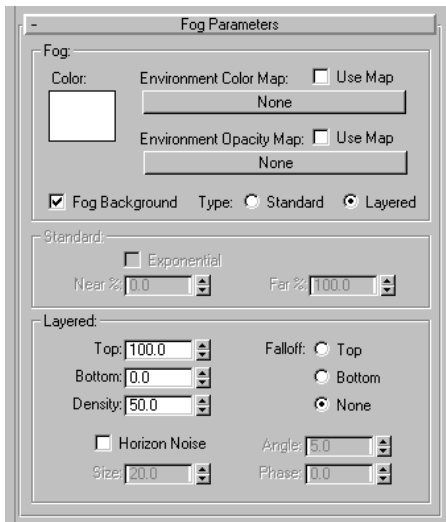 - Fog Parameters
Fog:
Color: Environment Color Map: Use Map
None
Environment Opacity Map: Use Map
None
Fog Background Type: Standard Layered
Standard:
Exponential
Near %: 0.0 Far %: 100.0
Layered:
Top: 100.0 Falloff: Top
Bottom: 0.0 Bottom
Density: 50.0 None
Horizon Noise Angle: 5.0
Size: 20.0 Phase: 0.0